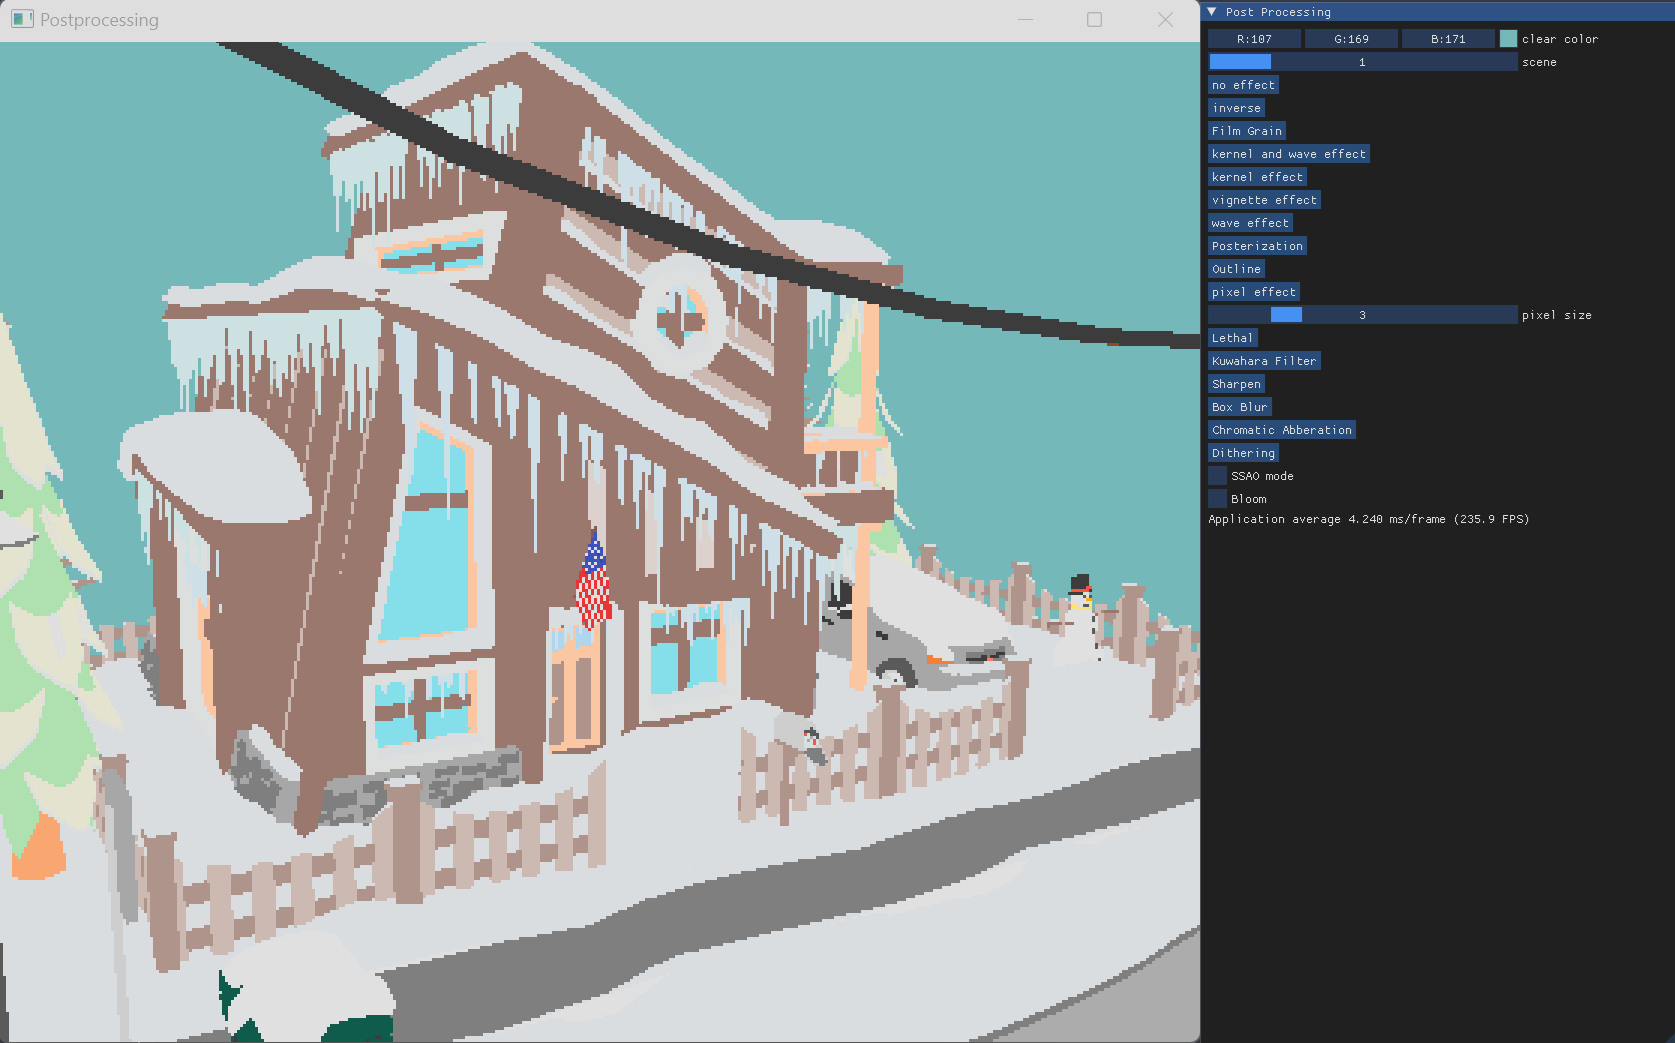 Postprocessing
Post Processing
R:107 G:169 B:171 clear color
1 scene
no effect
inverse
Film Grain
kernel and wave effect
kernel effect
vignette effect
wave effect
Posterization
Outline
pixel effect
3 pixel size
Lethal
Kuwahara Filter
Sharpen
Box Blur
Chromatic Abberation
Dithering
SSAO mode
Bloom
Application average 4.240 ms/frame (235.9 FPS)